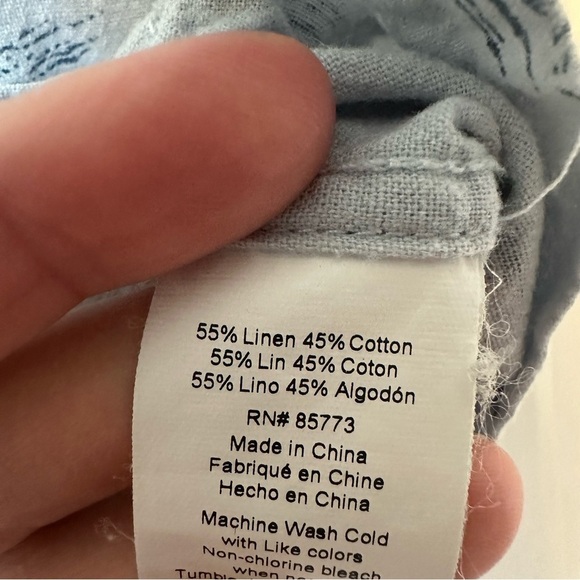 55% Linen 45% Cotton
55% Lin 45% Coton
55% Lino 45% Algodón
RN# 85773
Made in China
Fabriqué en Chine
Hecho en China
Machine Wash Cold
with Like colors
Non-chlorine bleach
when